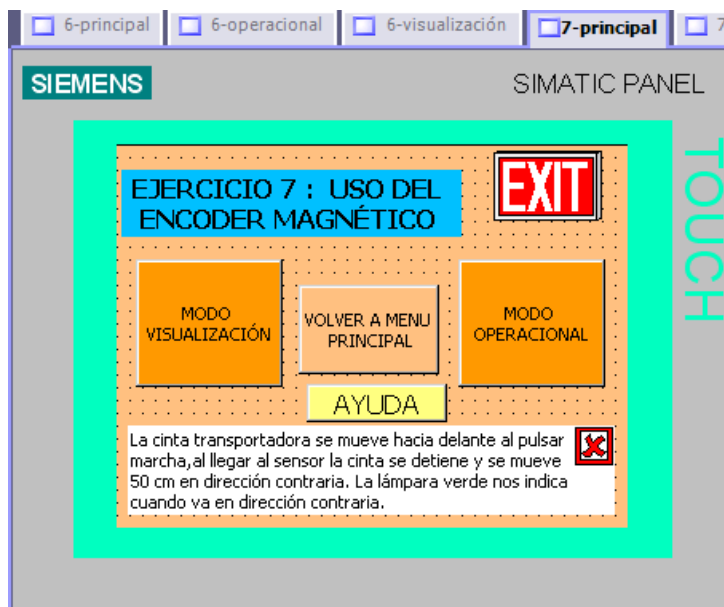 6-principal 6-operacional 6-visualización 7-principal 7
SIEMENS SIMATIC PANEL
TOUCH
EJERCICIO 7 : USO DEL
ENCODER MAGNÉTICO
EXIT
MODO
VISUALIZACIÓN
VOLVER A MENU
PRINCIPAL
MODO
OPERACIONAL
AYUDA
La cinta transportadora se mueve hacia delante al pulsar
marcha,al llegar al sensor la cinta se detiene y se mueve
50 cm en dirección contraria. La lámpara verde nos indica
cuando va en dirección contraria.